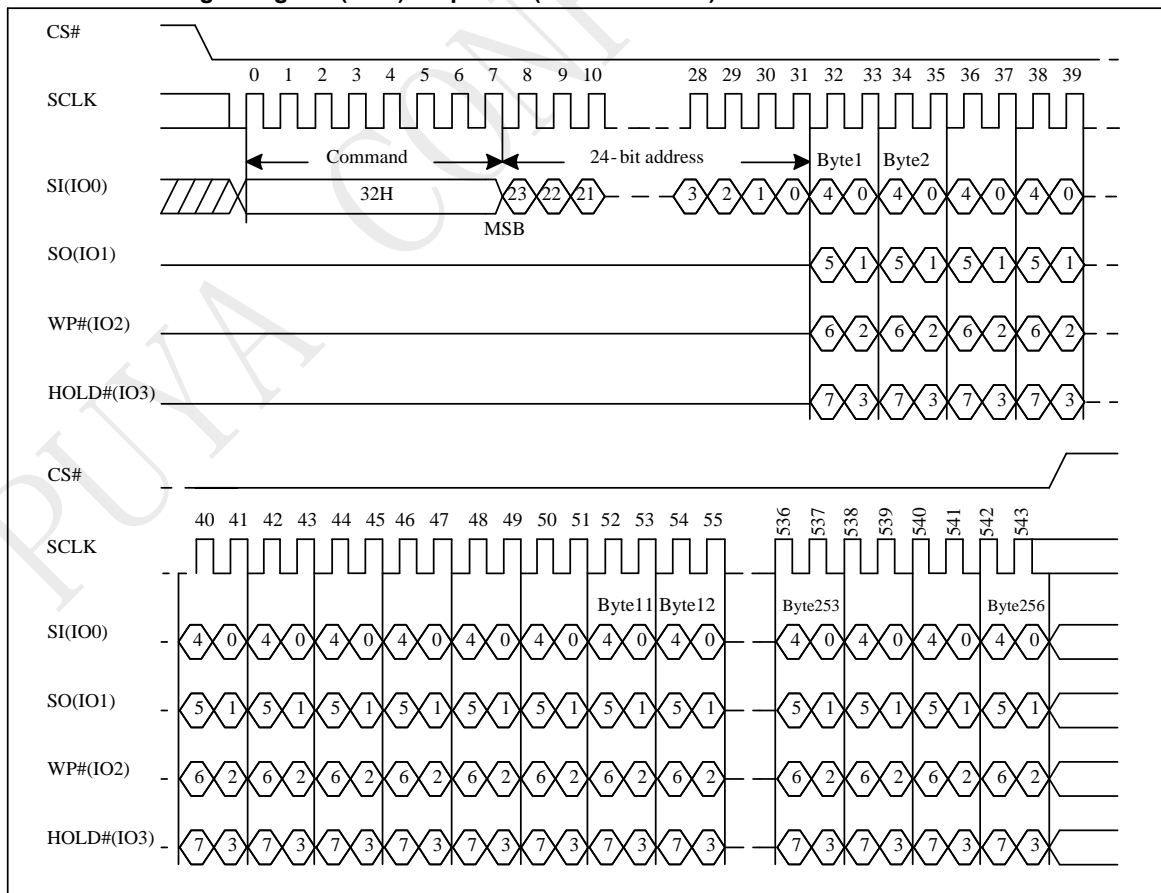 PUYA CON
CS#
0 1 2 3 4 5 6 7 8 9 10 28 29 30 31 32 33 34 35 36 37 38 39
SCLK
Command 24-bit address Byte1 Byte2
SI(IO0) 32H 23 22 21 3 2 1 0 4 0 4 0 4 0 4 0
MSB
SO(IO1) 5 1 5 1 5 1 5 1
WP#(IO2) 6 2 6 2 6 2 6 2
HOLD#(IO3) 7 3 7 3 7 3 7 3
CS#
40 41 42 43 44 45 46 47 48 49 50 51 52 53 54 55 536 537 538 539 540 541 542 543
SCLK
Byte11 Byte12 Byte253 Byte256
SI(IO0) 4 0 4 0 4 0 4 0 4 0 4 0 4 0 4 0 4 0 4 0 4 0 4 0
SO(IO1) 5 1 5 1 5 1 5 1 5 1 5 1 5 1 5 1 5 1 5 1 5 1 5 1
WP#(IO2) 6 2 6 2 6 2 6 2 6 2 6 2 6 2 6 2 6 2 6 2 6 2 6 2
HOLD#(IO3) 7 3 7 3 7 3 7 3 7 3 7 3 7 3 7 3 7 3 7 3 7 3 7 3